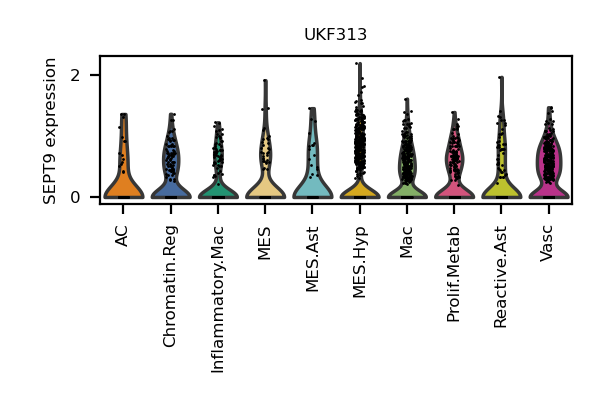 UKF313
SEPT9 expression
2
0
AC
Chromatin.Reg
Inflammatory.Mac
MES
MES.Ast
MES.Hyp
Mac
Prolif.Metab
Reactive.Ast
Vasc